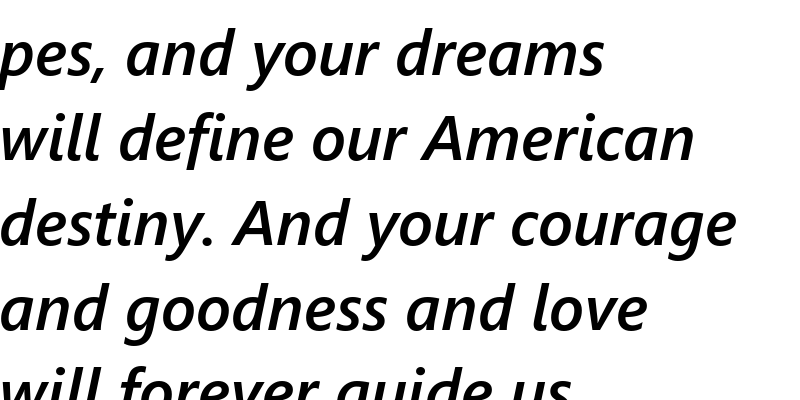 pes, and your dreams
will define our American
destiny. And your courage
and goodness and love
will forever guide us